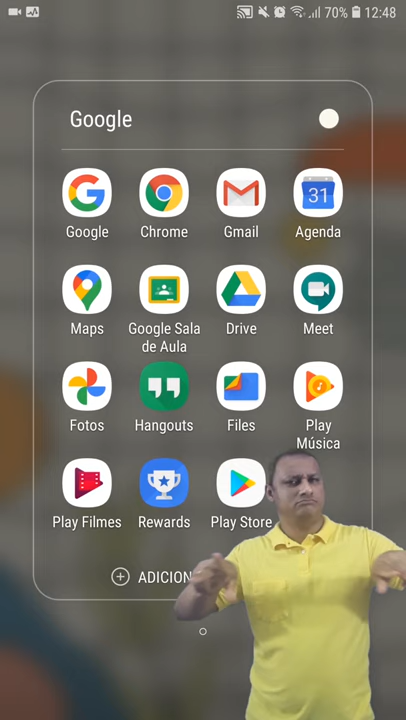 70% 12:48
Google
31
Google Chrome Gmail Agenda
Maps Google Sala Drive Meet
de Aula
Fotos Hangouts Files Play
Música
Play Filmes Rewards Play Store
ADICION